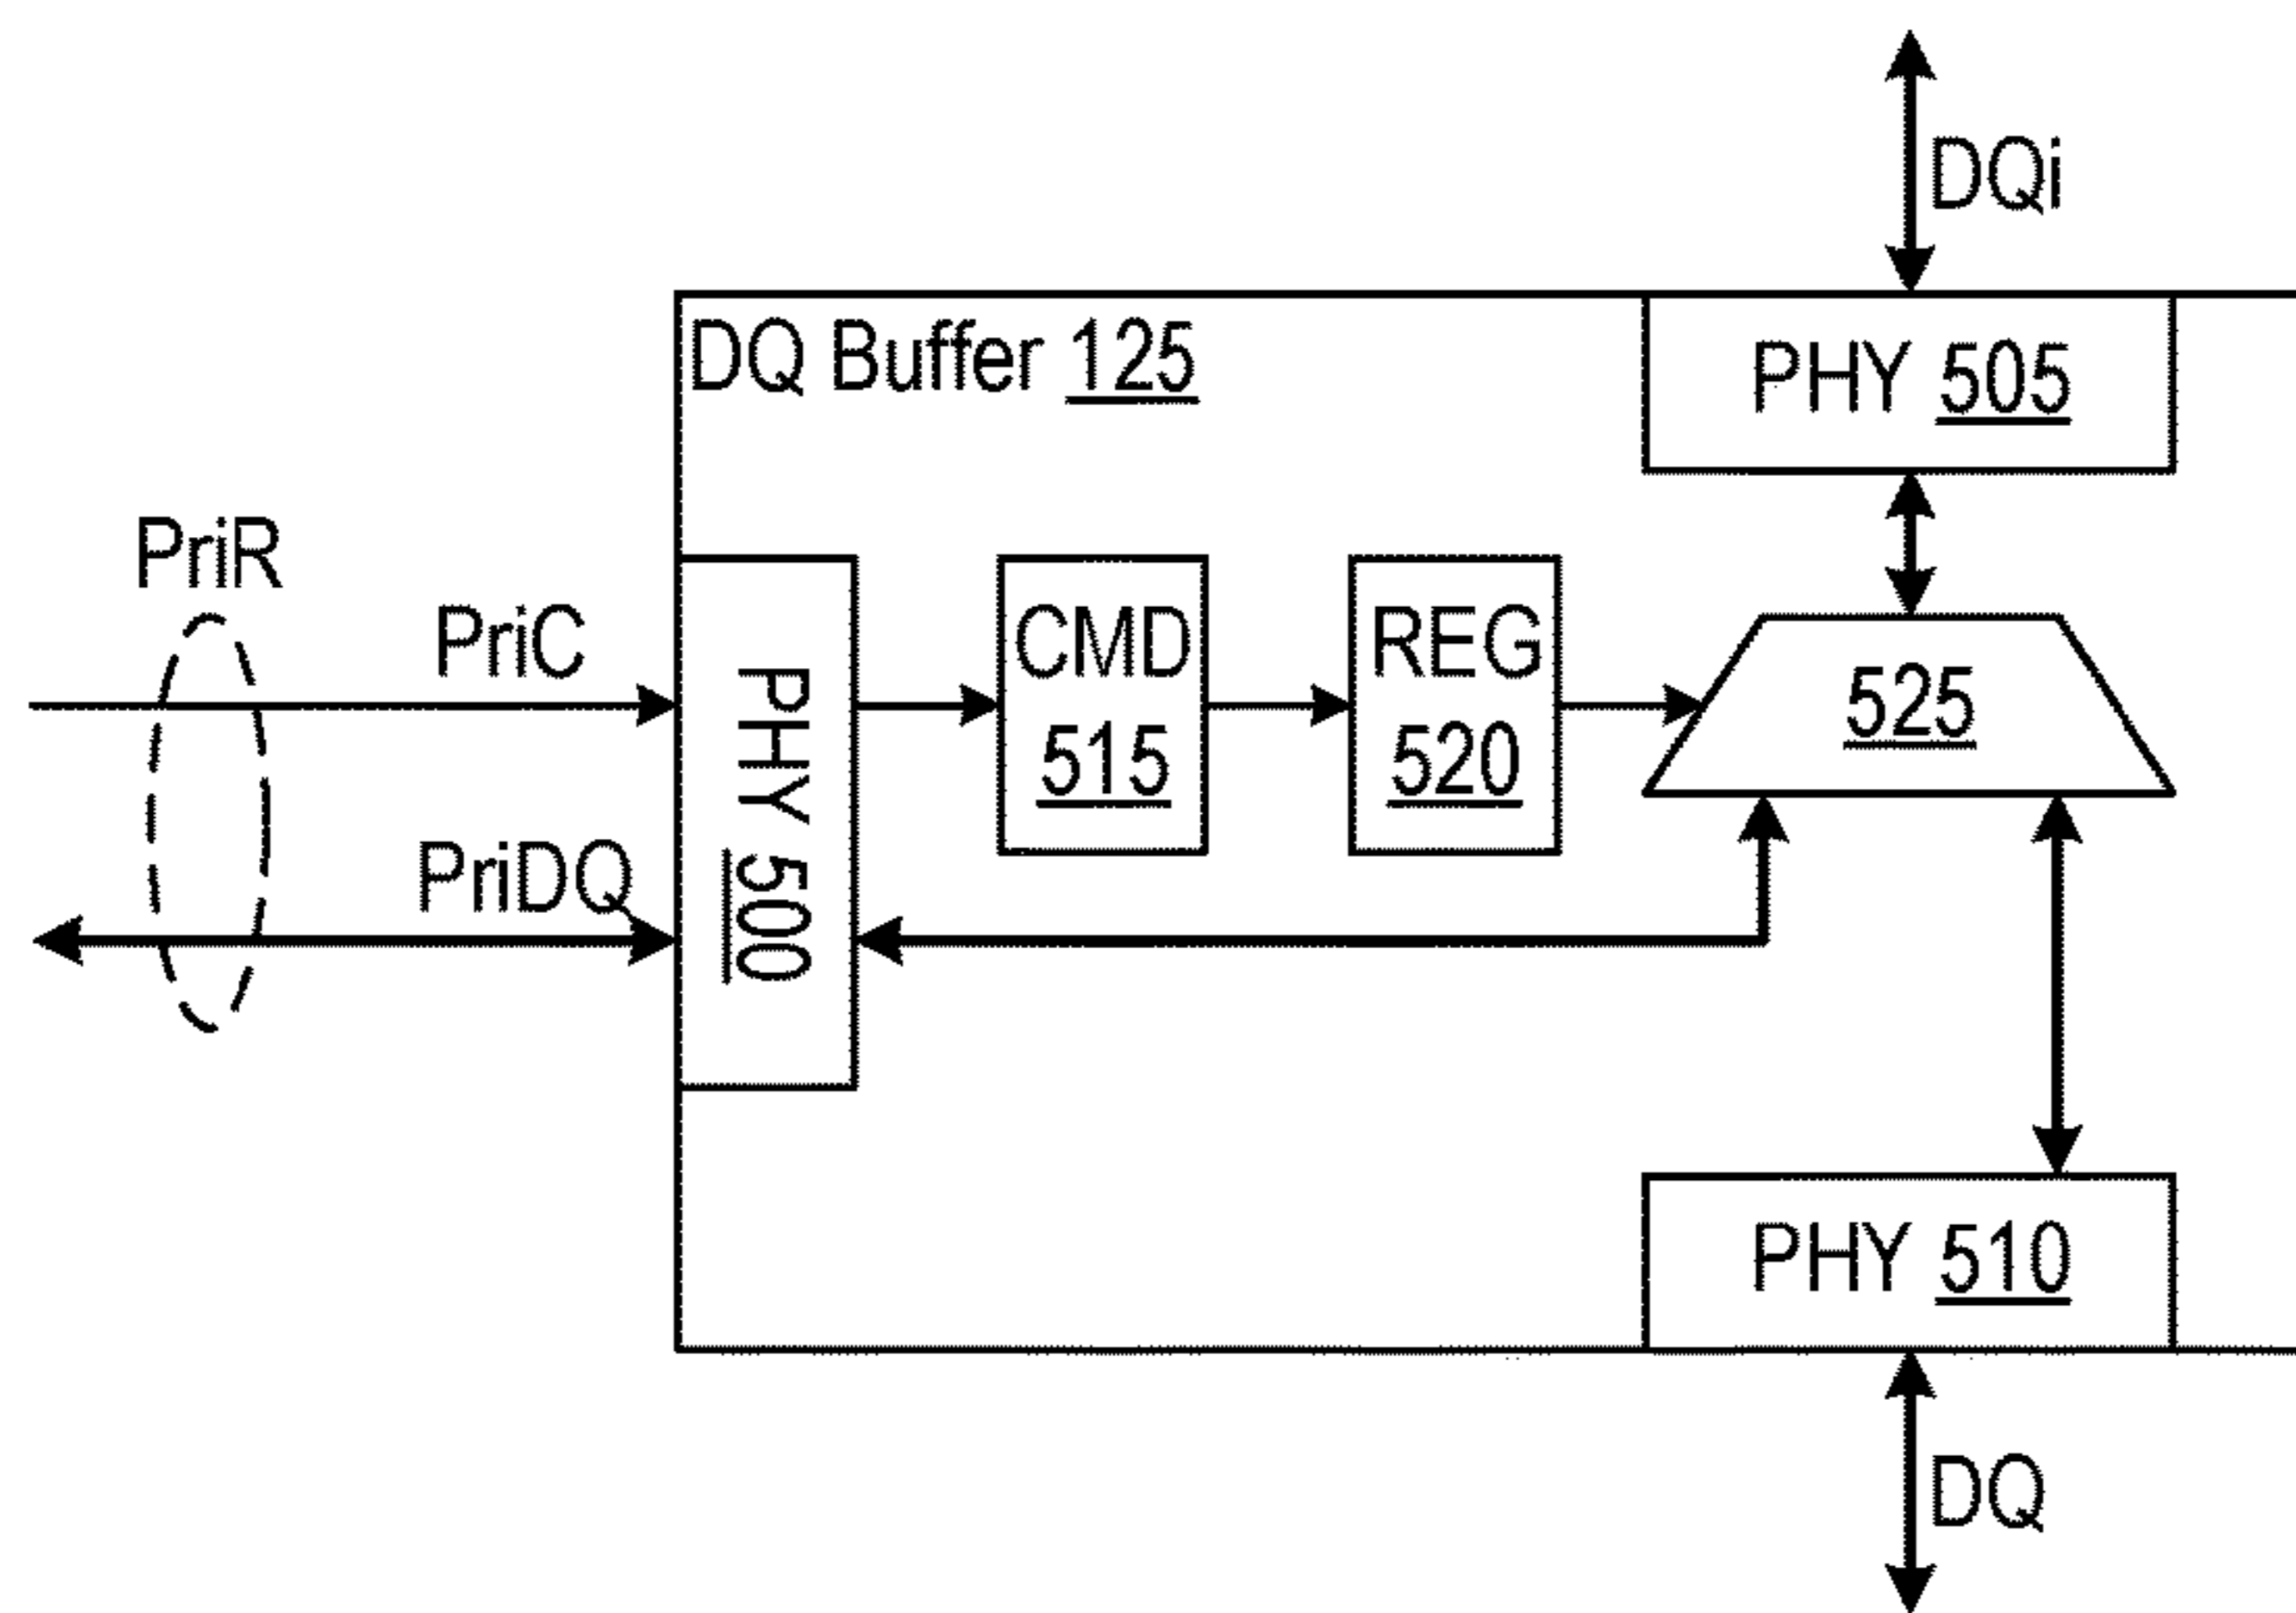 DQi
DQ Buffer 125
PHY 505
PriR
PriC
CMD
515
REG
520
525
PHY 500
PriDQ
PHY 510
DQ